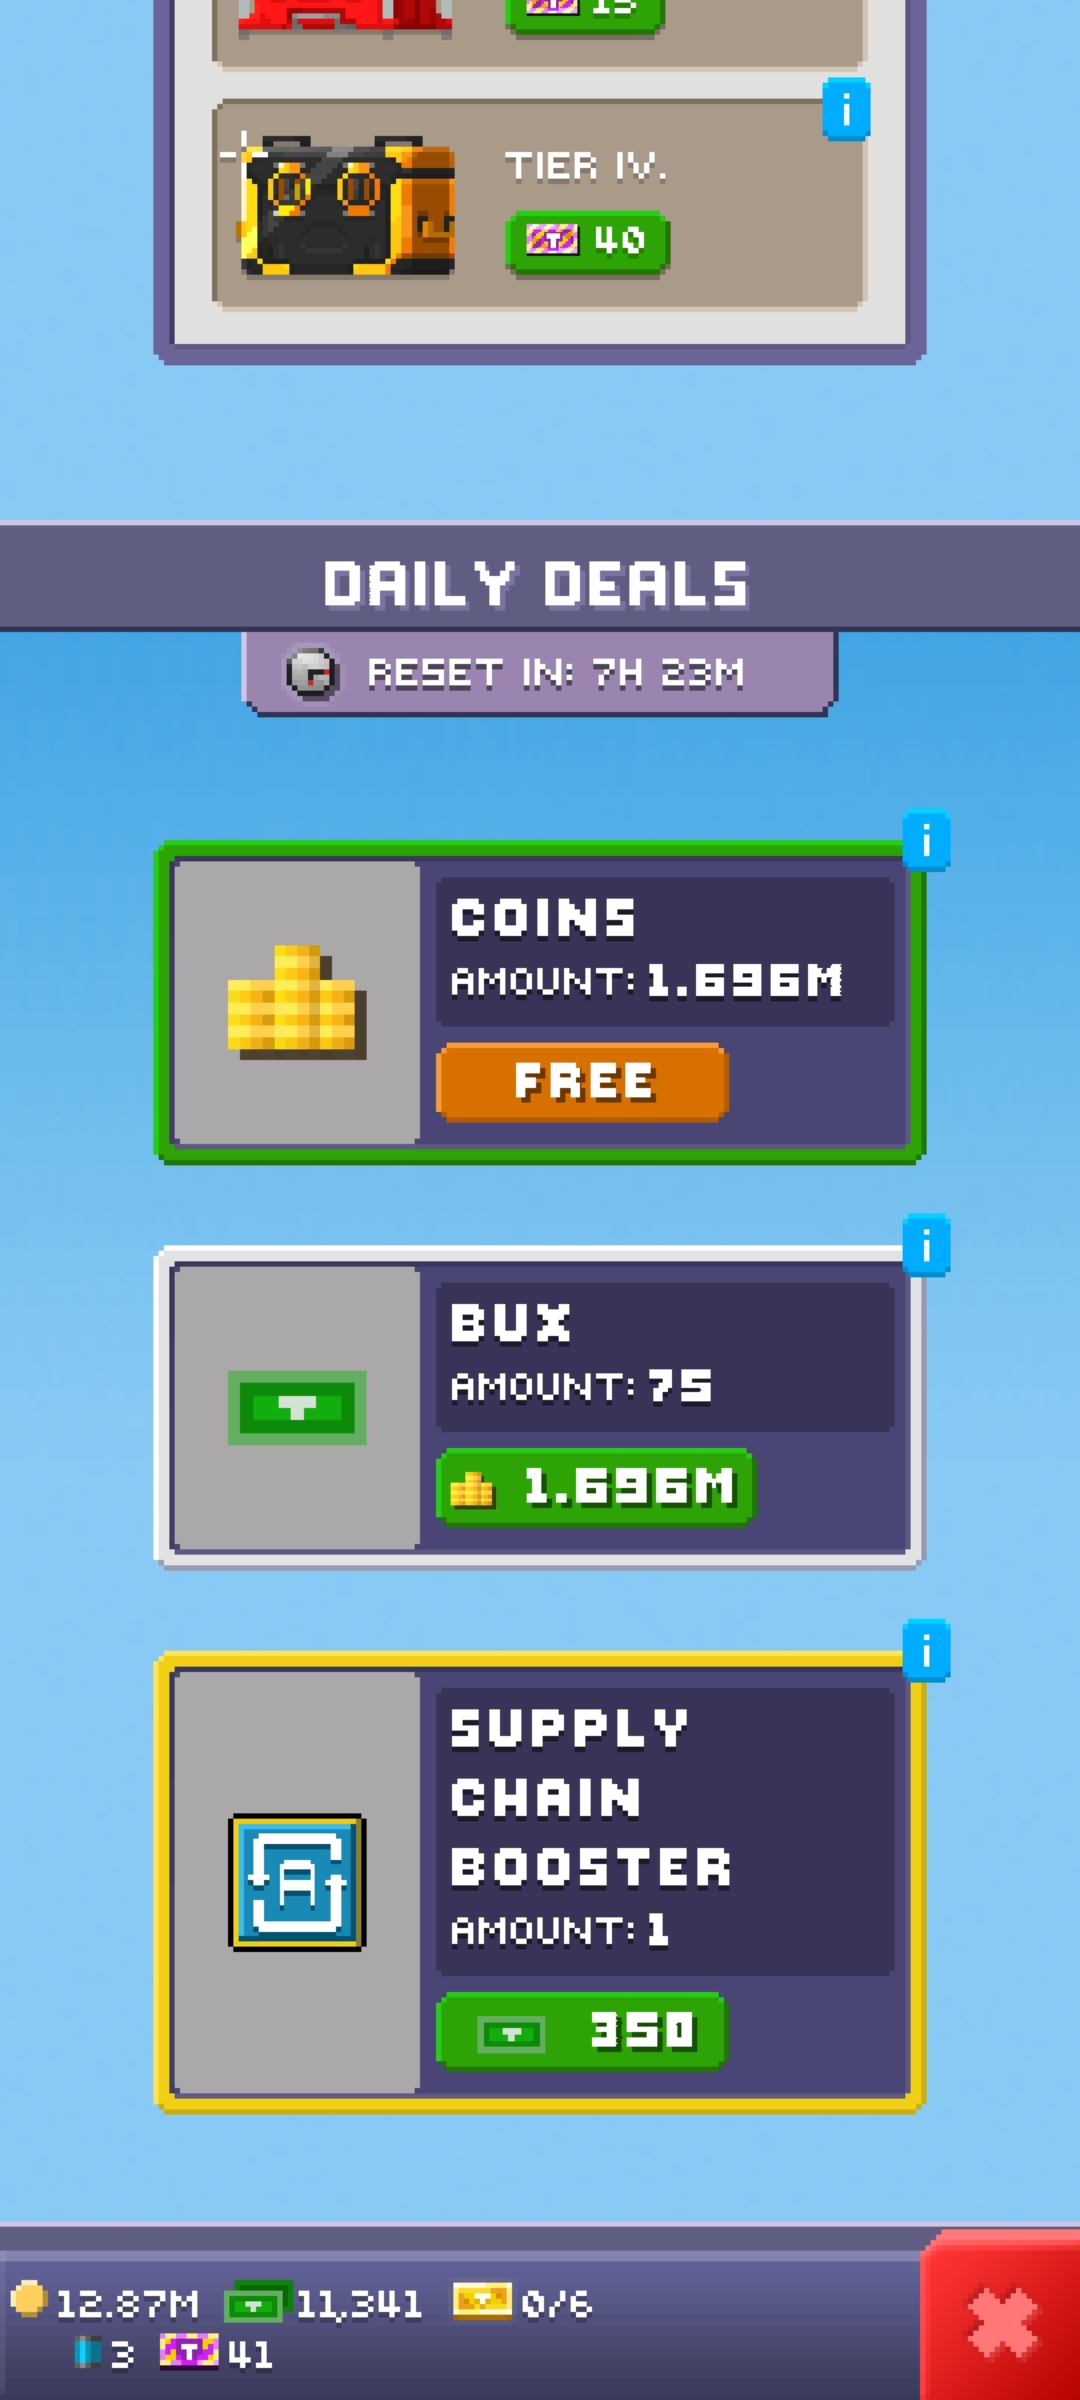 15
i
TIER IV.
T 40
DAILY DEALS
RESET IN: 7H 23M
i
COINS
AMOUNT: 1.696M
FREE
i
BUX
AMOUNT: 75
1.696M
i
SUPPLY
CHAIN
BOOSTER
AMOUNT: 1
A
350
12.87M 11,341 0/6
3 T 41